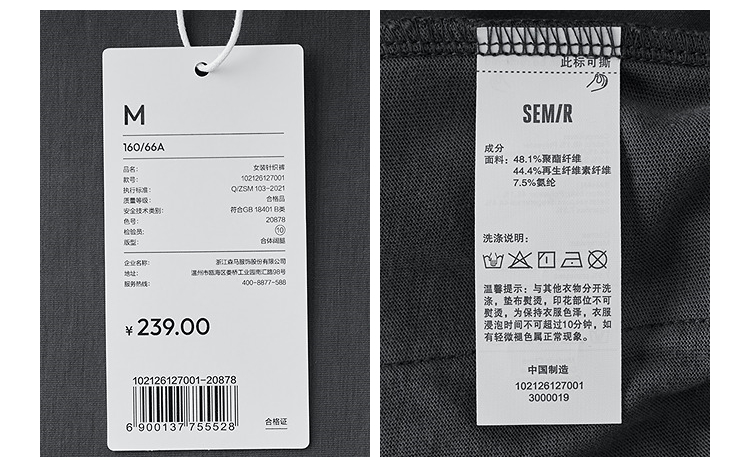 M
160/66A
品名: 女装针织裤
款号: 102126127001
执行标准: Q/ZSM 103-2021
质量等级: 合格品
安全技术类别: 符合GB 18401 B类
色号: 20878
检验员: 10
版型: 合体阔腿
企业名称: 浙江森马服饰股份有限公司
地址: 温州市瓯海区娄桥工业园南汇路98号
服务热线: 400-8877-588
¥ 239.00
102126127001-20878
6 900137 755528
合格证
此标可撕
SEMIR
成分
面料: 48.1%聚酯纤维
44.4%再生纤维素纤维
7.5%氨纶
洗涤说明:
温馨提示: 与其他衣物分开洗
涤, 垫布熨烫, 印花部位不可
熨烫, 为保持衣服色泽, 衣服
浸泡时间不可超过10分钟, 如
有轻微褪色属正常现象。
中国制造
102126127001
3000019